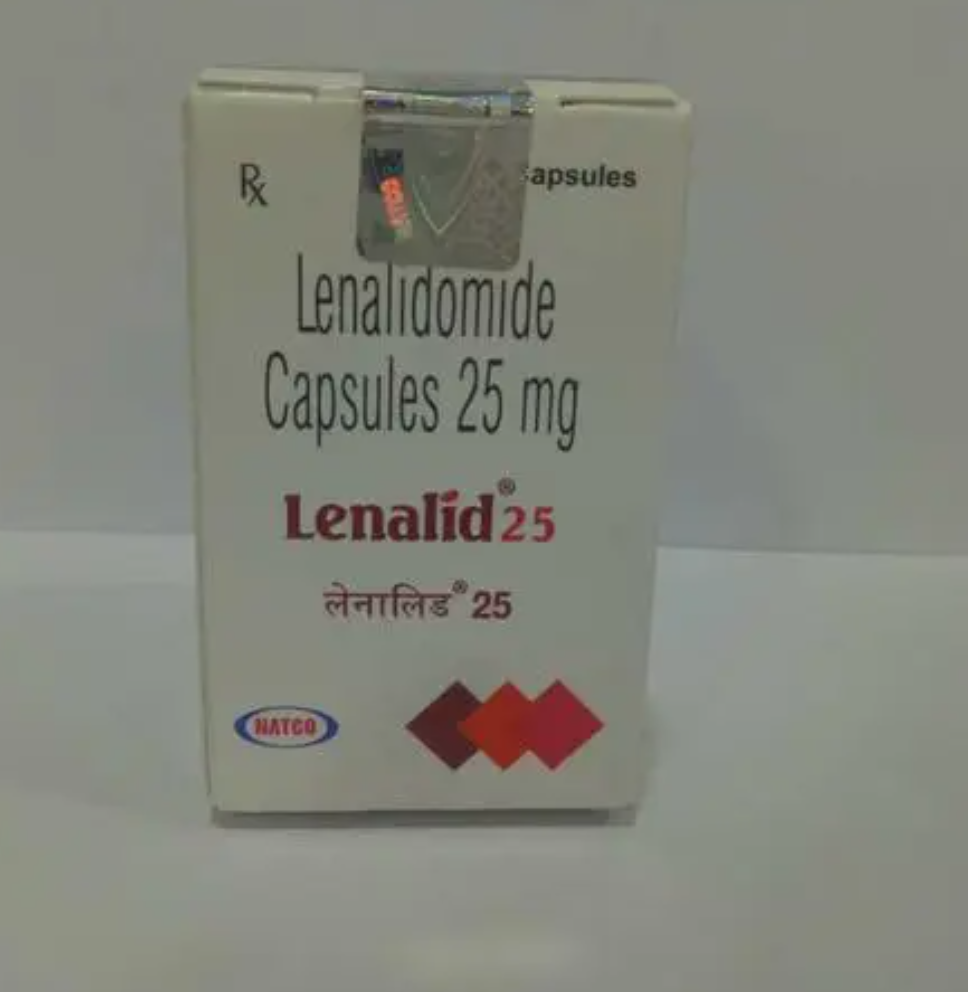 Rx
apsules
Lenalidomide
Capsules 25 mg
Lenalid® 25
लेनालिड® 25
NATCO